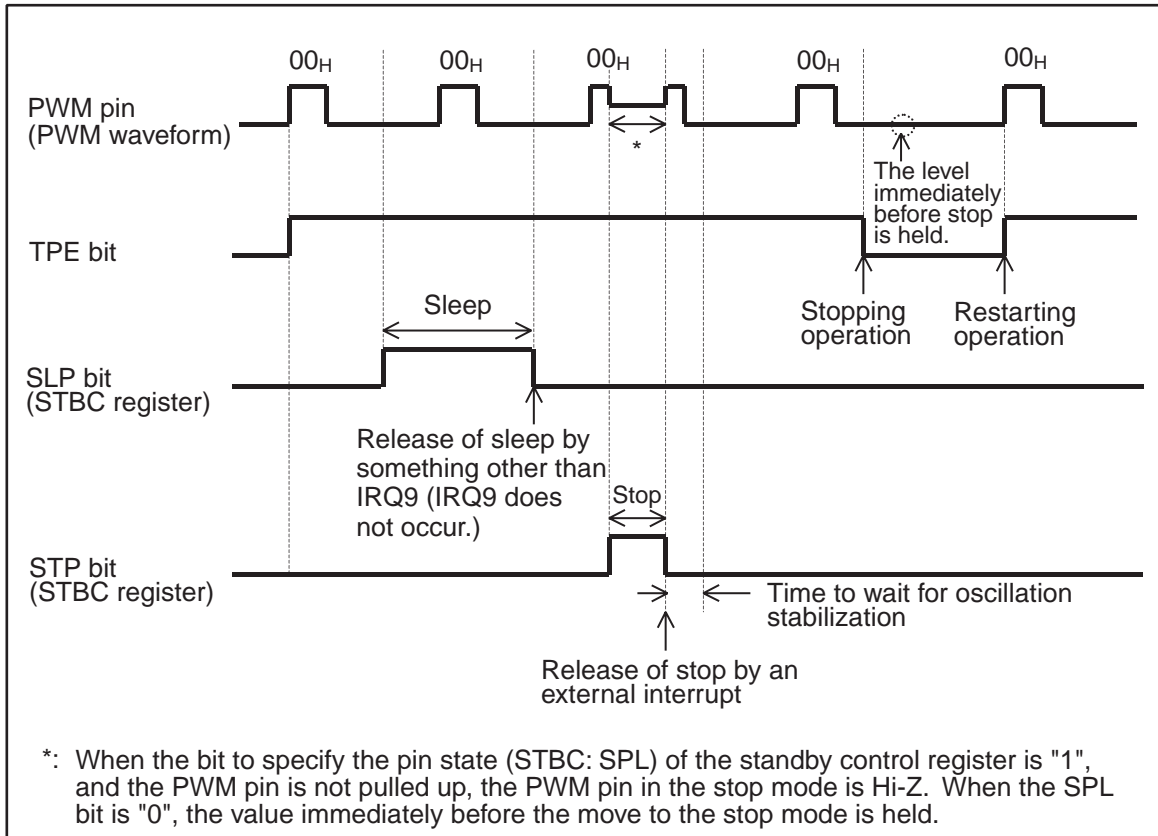 00H 00H 00H 00H 00H
PWM pin
(PWM waveform)
*
The level
immediately
before stop
is held.
TPE bit
Stopping
operation
Restarting
operation
Sleep
SLP bit
(STBC register)
Release of sleep by
something other than
IRQ9 (IRQ9 does
not occur.)
Stop
STP bit
(STBC register)
Time to wait for oscillation
stabilization
Release of stop by an
external interrupt
*: When the bit to specify the pin state (STBC: SPL) of the standby control register is "1",
and the PWM pin is not pulled up, the PWM pin in the stop mode is Hi-Z. When the SPL
bit is "0", the value immediately before the move to the stop mode is held.